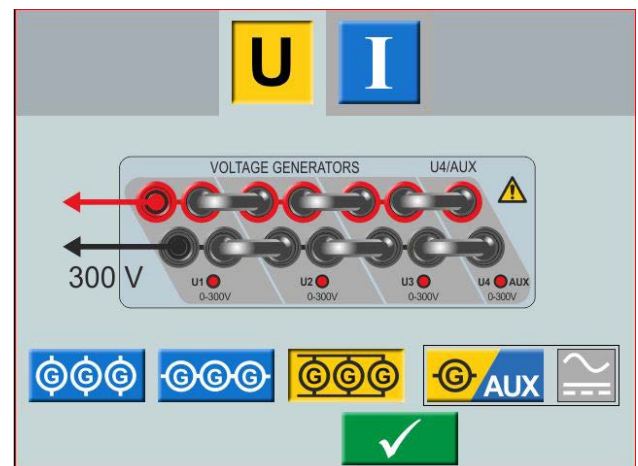 U I
VOLTAGE GENERATORS U4/AUX
300 V
U1 U2 U3 U4 AUX
0-300V 0-300V 0-300V 0-300V
G G G G G G G G G G AUX